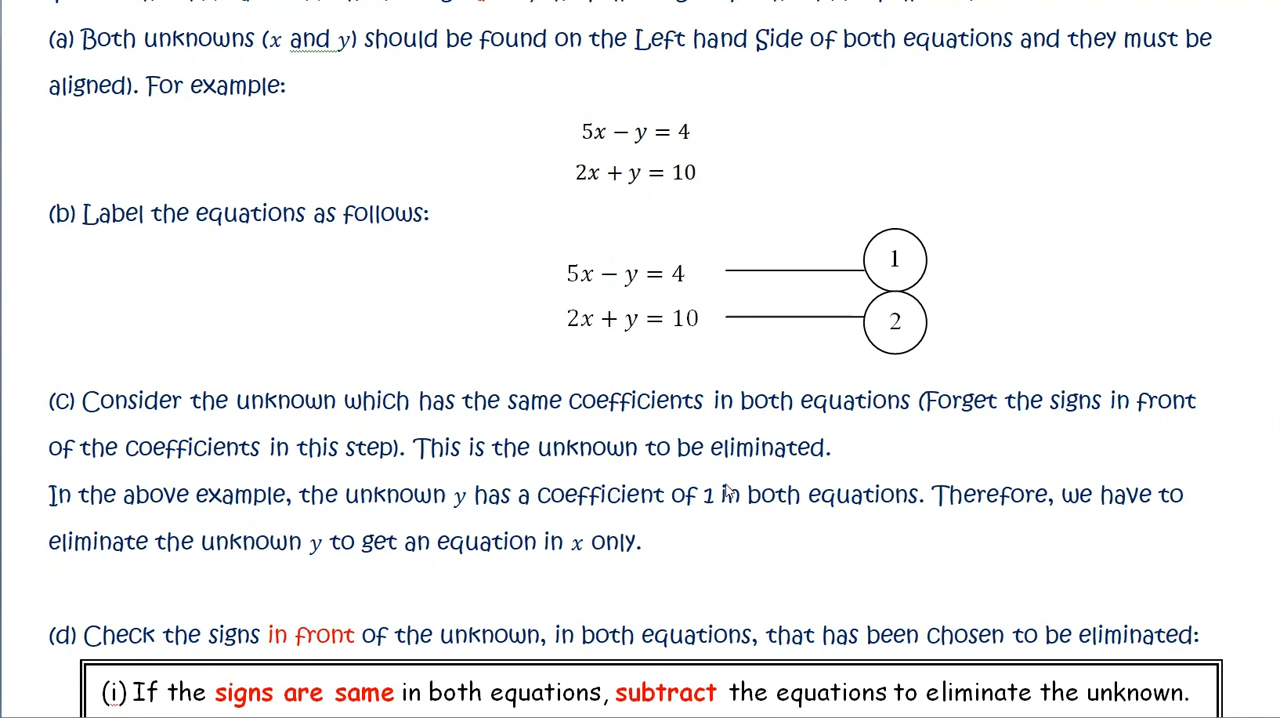 (a) Both unknowns (x and y) should be found on the Left hand Side of both equations and they must be
aligned). For example:
5x − y = 4
2x + y = 10
(b) Label the equations as follows:
5x − y = 4 1
2x + y = 10 2
(c) Consider the unknown which has the same coefficients in both equations (Forget the signs in front
of the coefficients in this step). This is the unknown to be eliminated.
In the above example, the unknown y has a coefficient of 1 in both equations. Therefore, we have to
eliminate the unknown y to get an equation in x only.
(d) Check the signs in front of the unknown, in both equations, that has been chosen to be eliminated:
(i) If the signs are same in both equations, subtract the equations to eliminate the unknown.